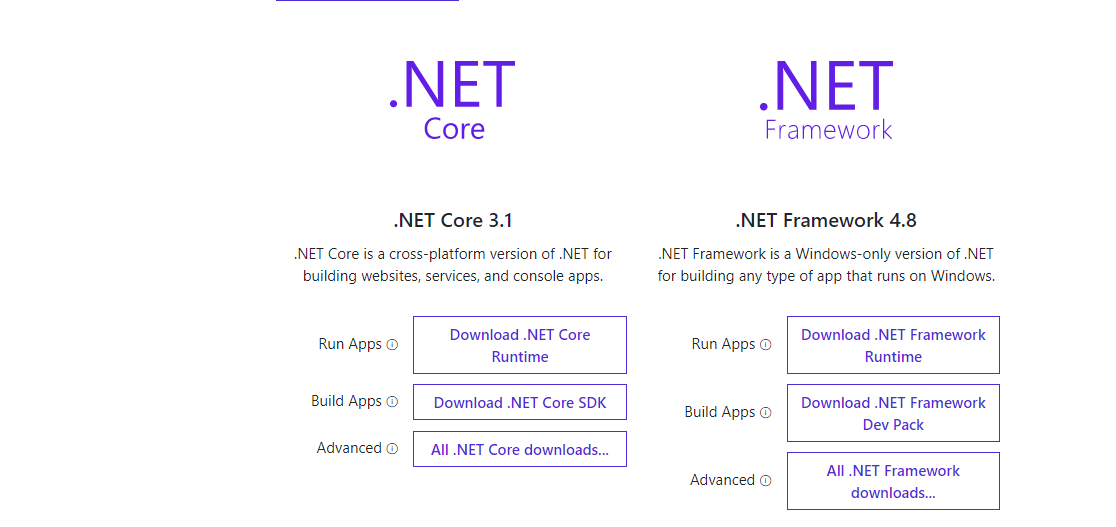 .NET
Core
.NET Core 3.1
.NET Core is a cross-platform version of .NET for
building websites, services, and console apps.
Run Apps
Download .NET Core
Runtime
Build Apps
Download .NET Core SDK
Advanced
All .NET Core downloads...
.NET
Framework
.NET Framework 4.8
.NET Framework is a Windows-only version of .NET
for building any type of app that runs on Windows.
Run Apps
Download .NET Framework
Runtime
Build Apps
Download .NET Framework
Dev Pack
Advanced
All .NET Framework
downloads...